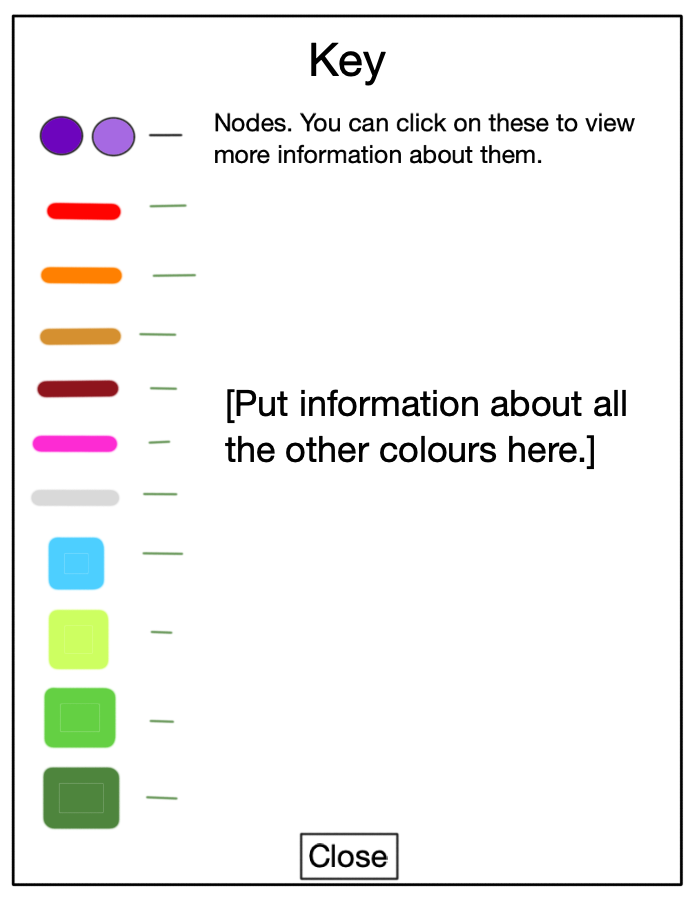 Key
Nodes. You can click on these to view
more information about them.
[Put information about all
the other colours here.]
Close